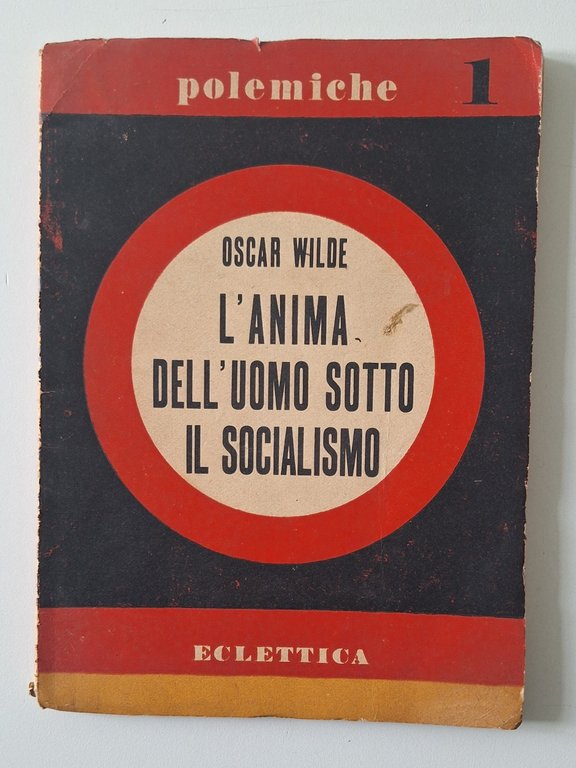 polemiche 1
OSCAR WILDE
L'ANIMA
DELL'UOMO SOTTO
IL SOCIALISMO
ECLETTICA